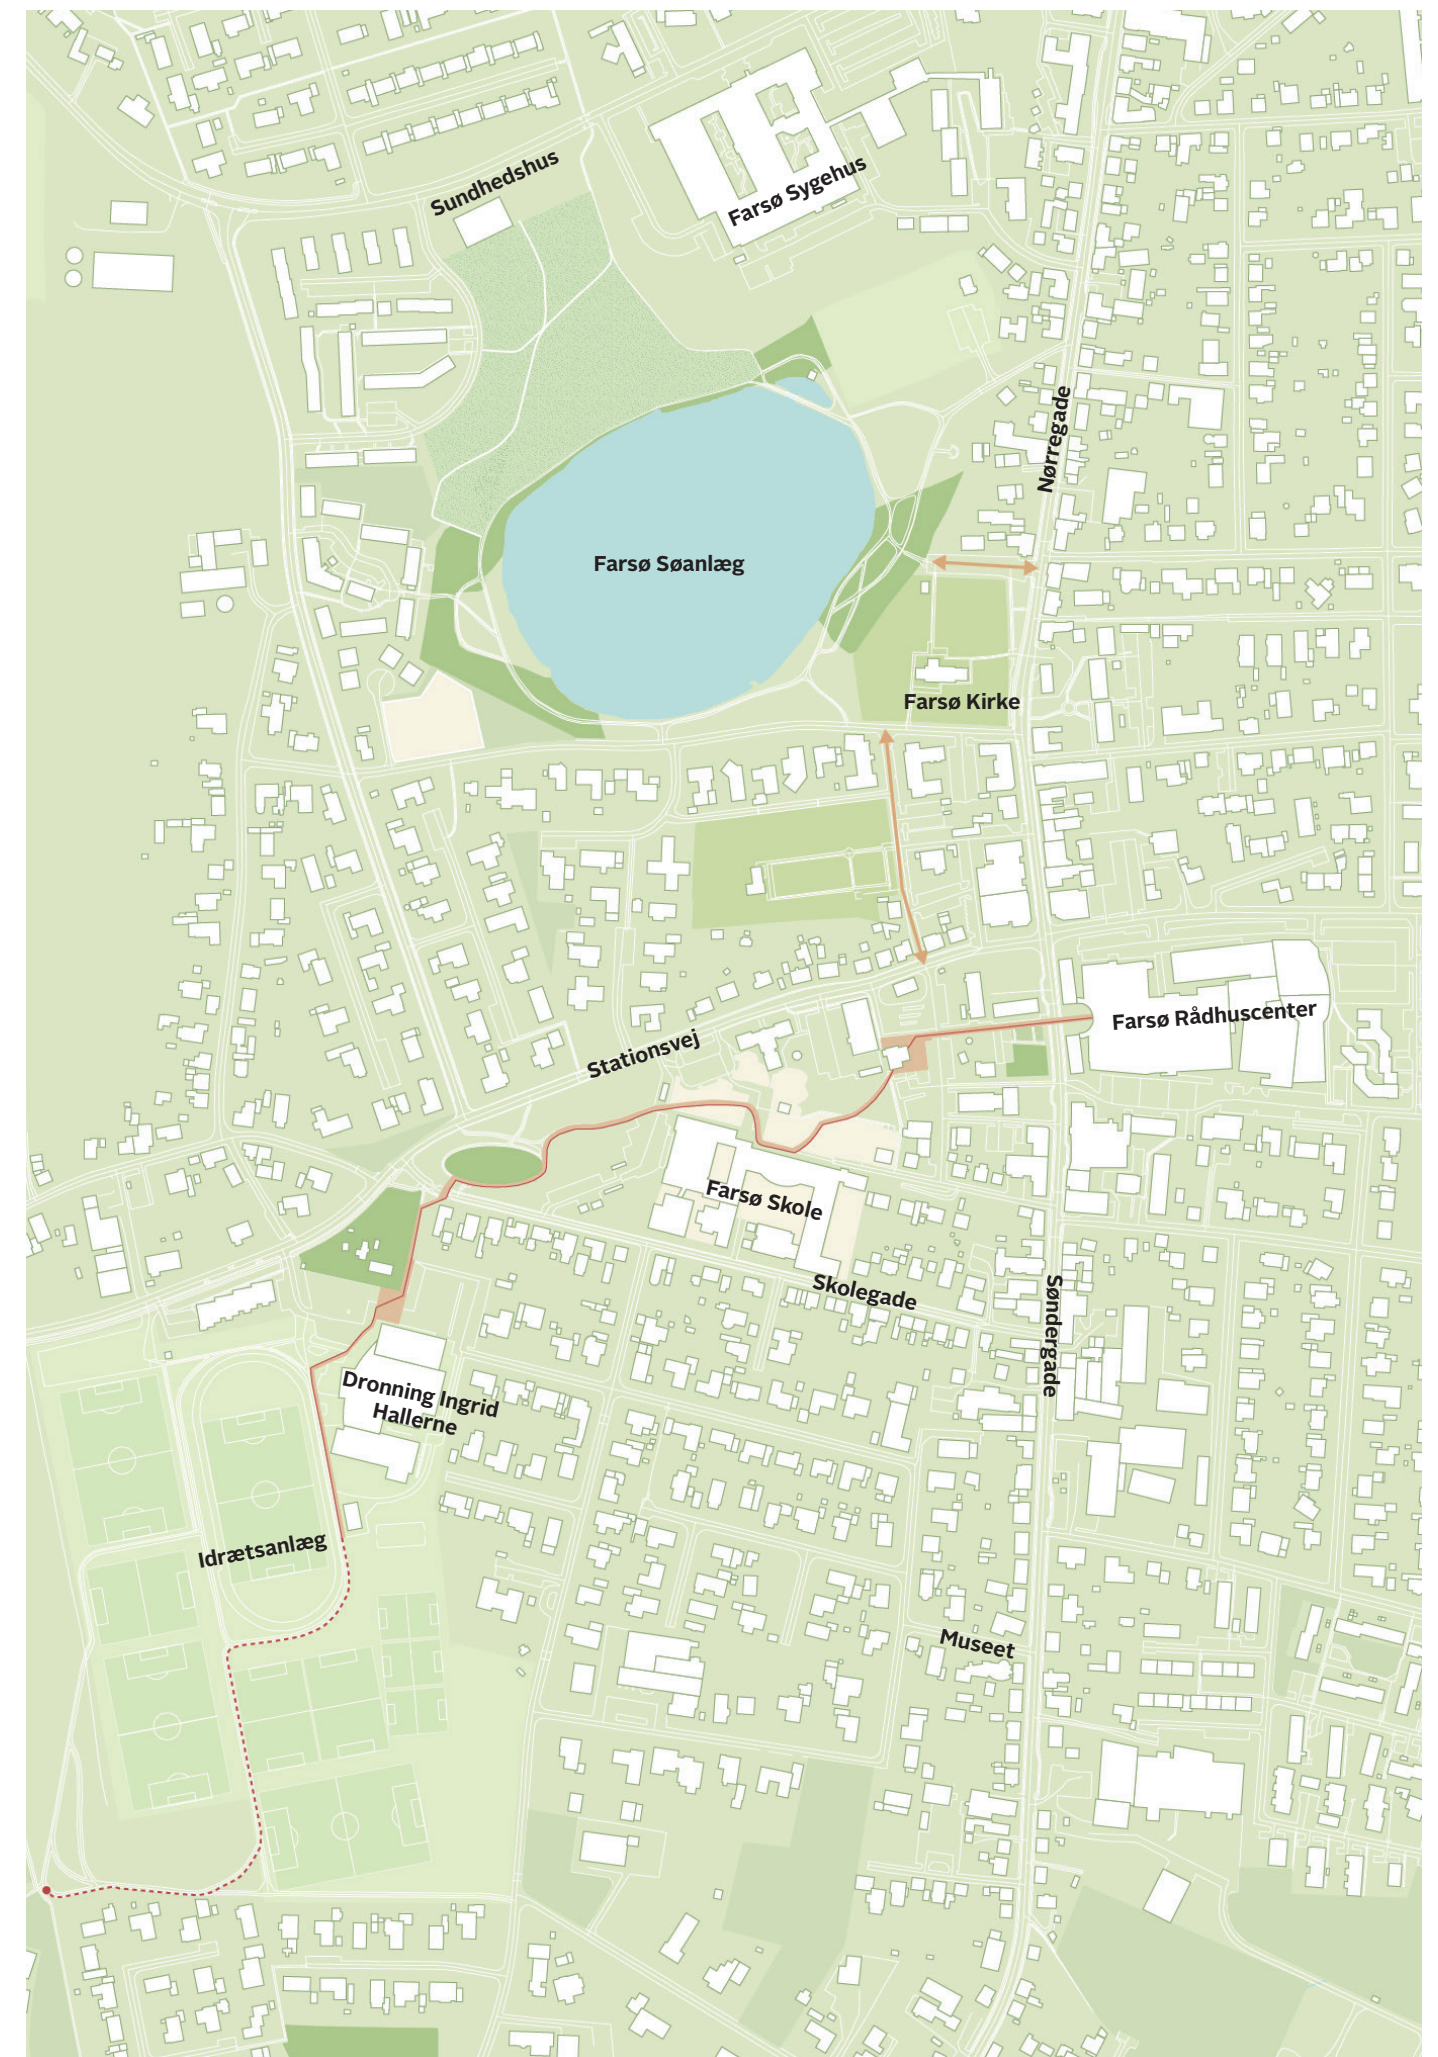 Sundhedshus
Farsø Sygehus
Nørregade
Farsø Søanlæg
Farsø Kirke
Farsø Rådhuscenter
Stationsvej
Farsø Skole
Skolegade
Søndergade
Dronning Ingrid
Hallerne
Idrætsanlæg
Museet